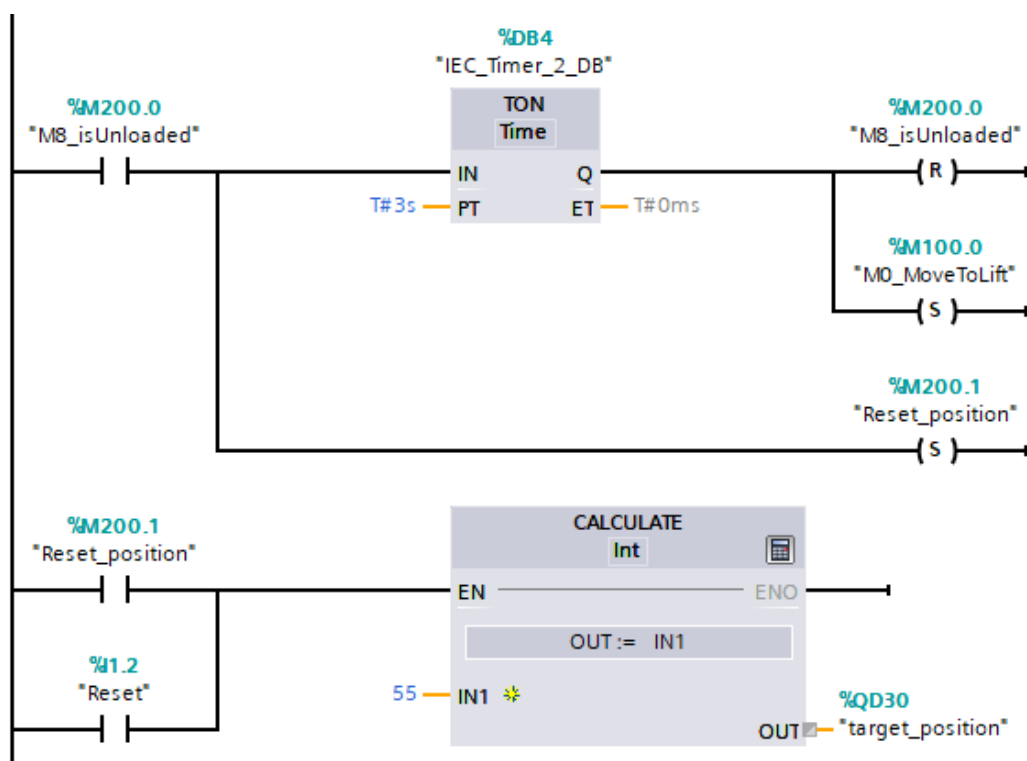 %DB4
"IEC_Timer_2_DB"
%M200.0
"M8_isUnloaded"
TON
Time
%M200.0
"M8_isUnloaded"
IN Q
R
T#3s PT ET T#0ms
%M100.0
"M0_MoveToLift"
S
%M200.1
"Reset_position"
S
%M200.1
"Reset_position"
CALCULATE
Int
EN ENO
OUT := IN1
%I1.2
"Reset"
55 IN1
%QD30
OUT "target_position"